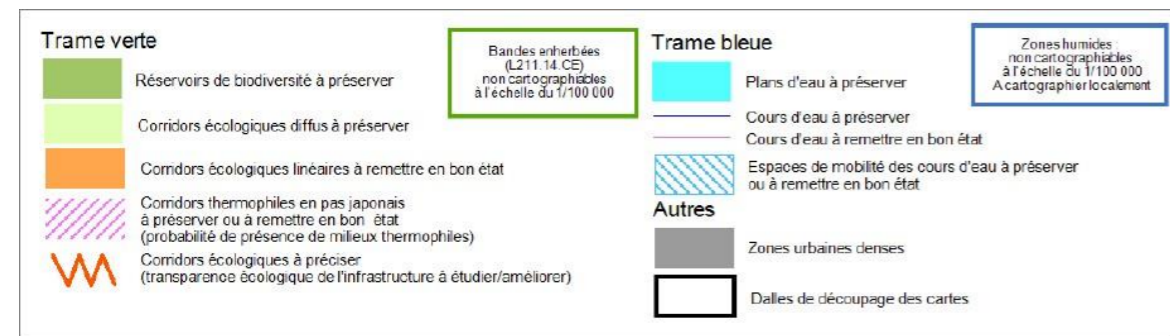 Trame verte
Bandes enherbées
(L211.14.CE)
non cartographiables
à l'échelle du 1/100 000
Réservoirs de biodiversité à préserver
Corridors écologiques diffus à préserver
Corridors écologiques linéaires à remettre en bon état
Corridors thermophiles en pas japonais
à préserver ou à remettre en bon état
(probabilité de présence de milieux thermophiles)
Corridors écologiques à préciser
(transparence écologique de l'infrastructure à étudier/améliorer)
Trame bleue
Zones humides :
non cartographiables
à l'échelle du 1/100 000
A cartographier localement
Plans d'eau à préserver
Cours d'eau à préserver
Cours d'eau à remettre en bon état
Espaces de mobilité des cours d'eau à préserver
ou à remettre en bon état
Autres
Zones urbaines denses
Dalles de découpage des cartes